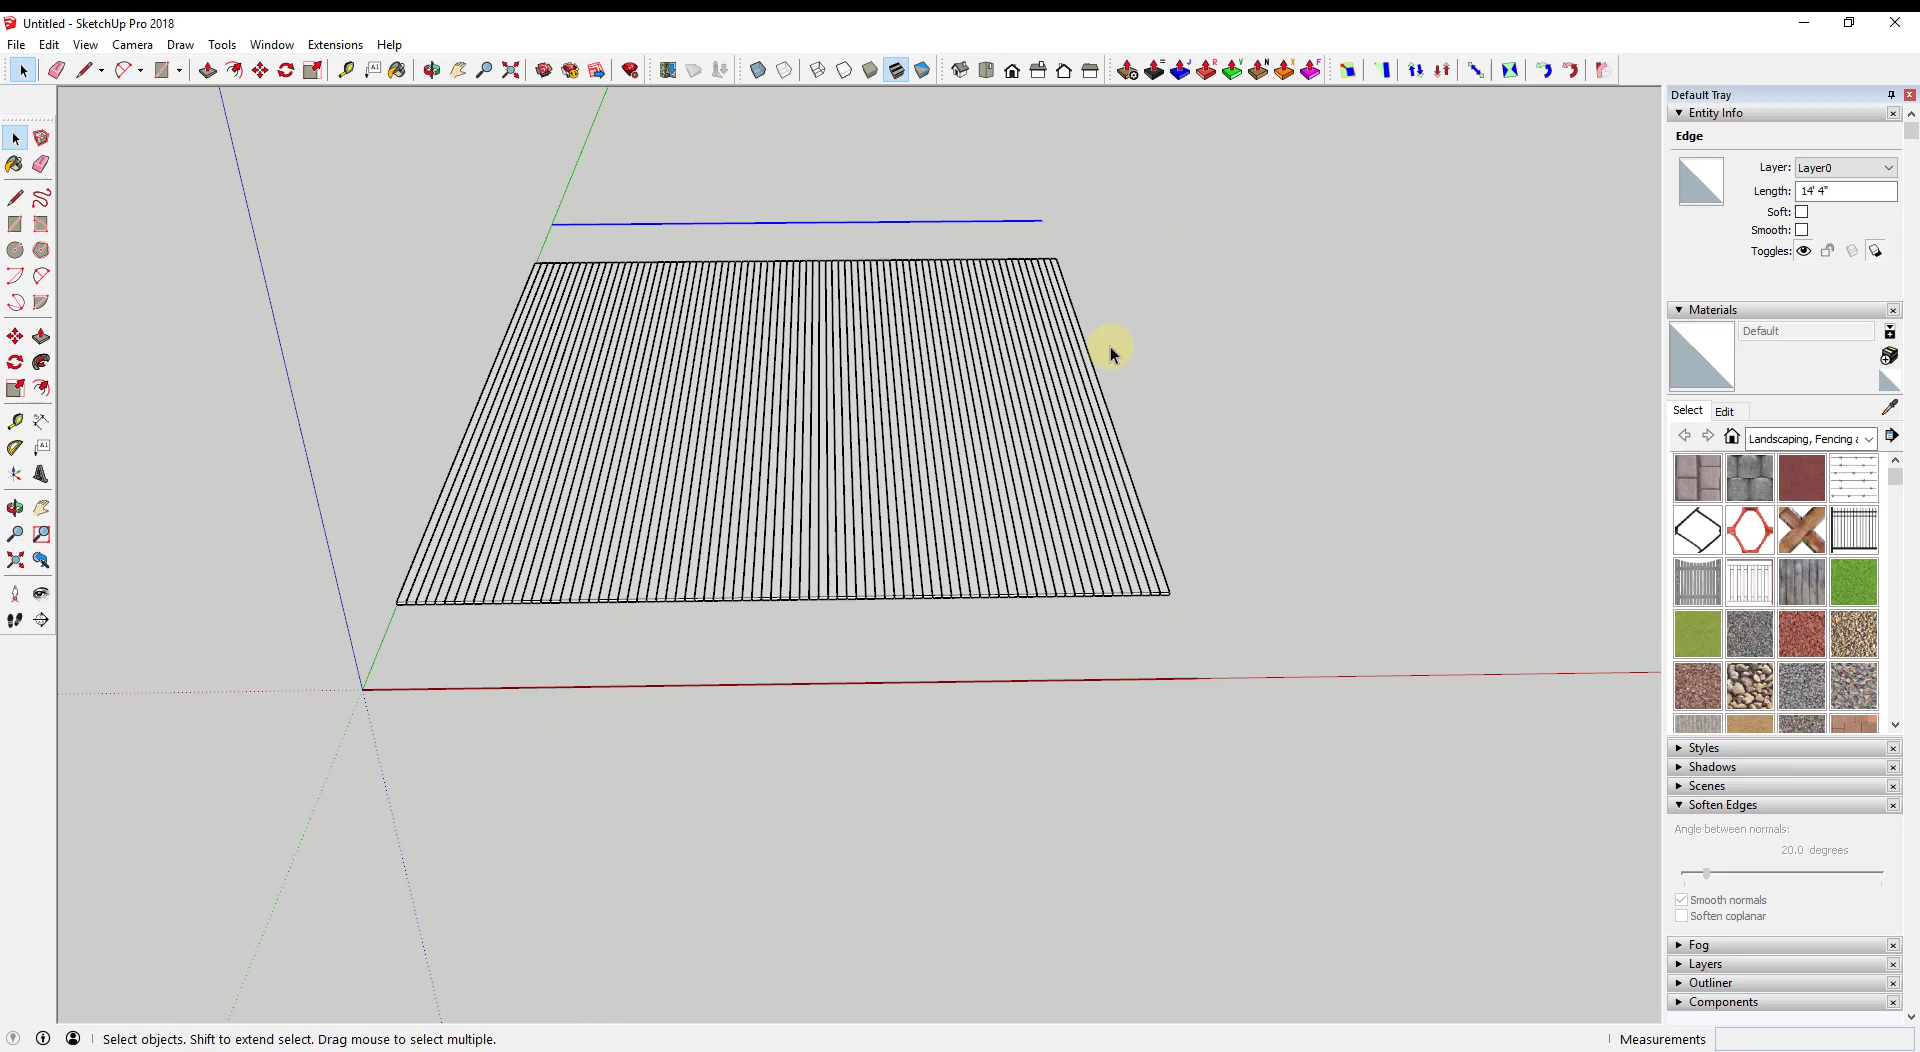 Untitled - SketchUp Pro 2018
File Edit View Camera Draw Tools Window Extensions Help
Default Tray
Entity Info
Edge
Layer: Layer0
Length: 14' 4"
Soft:
Smooth:
Toggles:
Materials
Default
Select Edit
Landscaping, Fencing a
Styles
Shadows
Scenes
Soften Edges
Angle between normals:
20.0 degrees
Smooth normals
Soften coplanar
Fog
Layers
Outliner
Components
Select objects. Shift to extend select. Drag mouse to select multiple.
Measurements